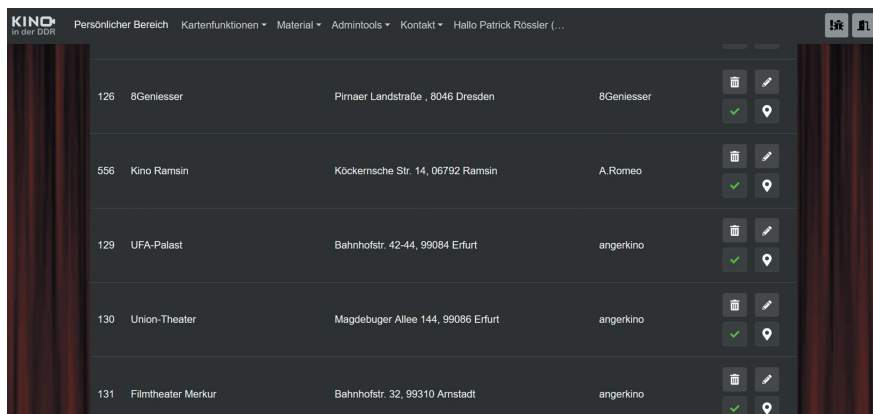 KINO
in der DDR
Persönlicher Bereich Kartenfunktionen Material Admintools Kontakt Hallo Patrick Rössler (...
126 8Geniesser Pirnaer Landstraße , 8046 Dresden 8Geniesser
556 Kino Ramsin Köckernsche Str. 14, 06792 Ramsin A.Romeo
129 UFA-Palast Bahnhofstr. 42-44, 99084 Erfurt angerkino
130 Union-Theater Magdebuger Allee 144, 99086 Erfurt angerkino
131 Filmtheater Merkur Bahnhofstr. 32, 99310 Arnstadt angerkino